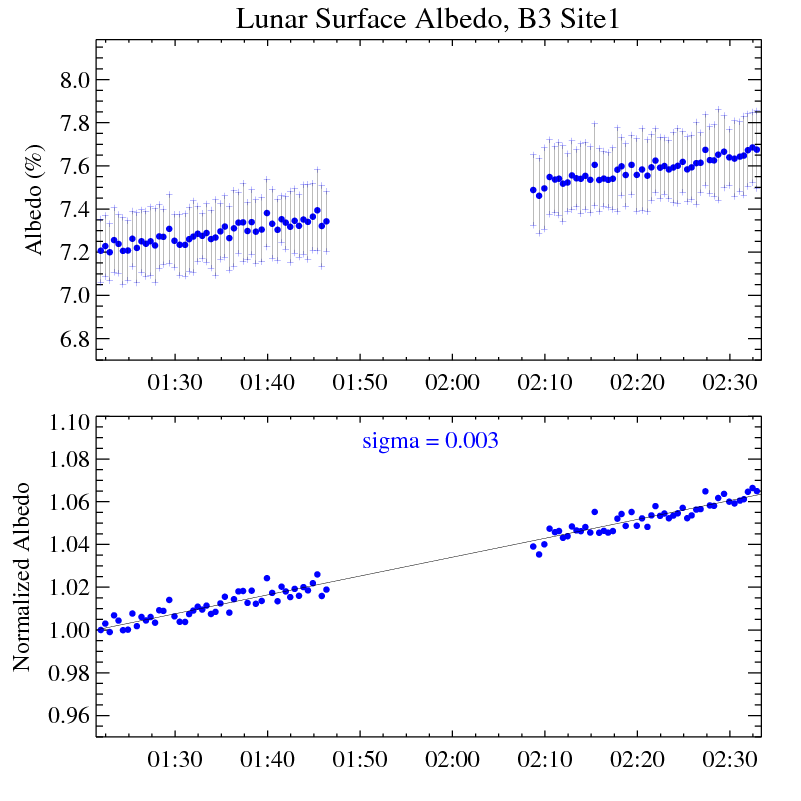 Lunar Surface Albedo, B3 Site1
Albedo (%)
8.0
7.8
7.6
7.4
7.2
7.0
6.8
01:30 01:40 01:50 02:00 02:10 02:20 02:30
Normalized Albedo
sigma = 0.003
1.10
1.08
1.06
1.04
1.02
1.00
0.98
0.96
01:30 01:40 01:50 02:00 02:10 02:20 02:30